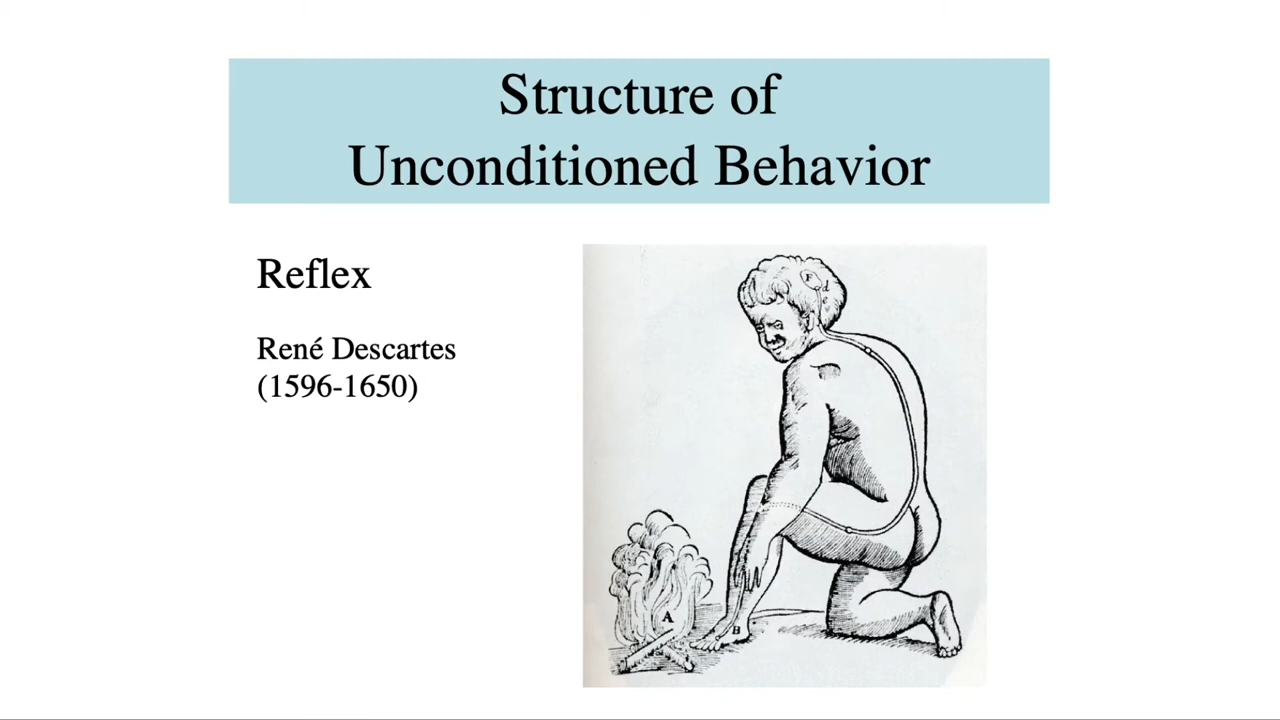 Structure of
Unconditioned Behavior
Reflex
René Descartes
(1596-1650)
F
A
B